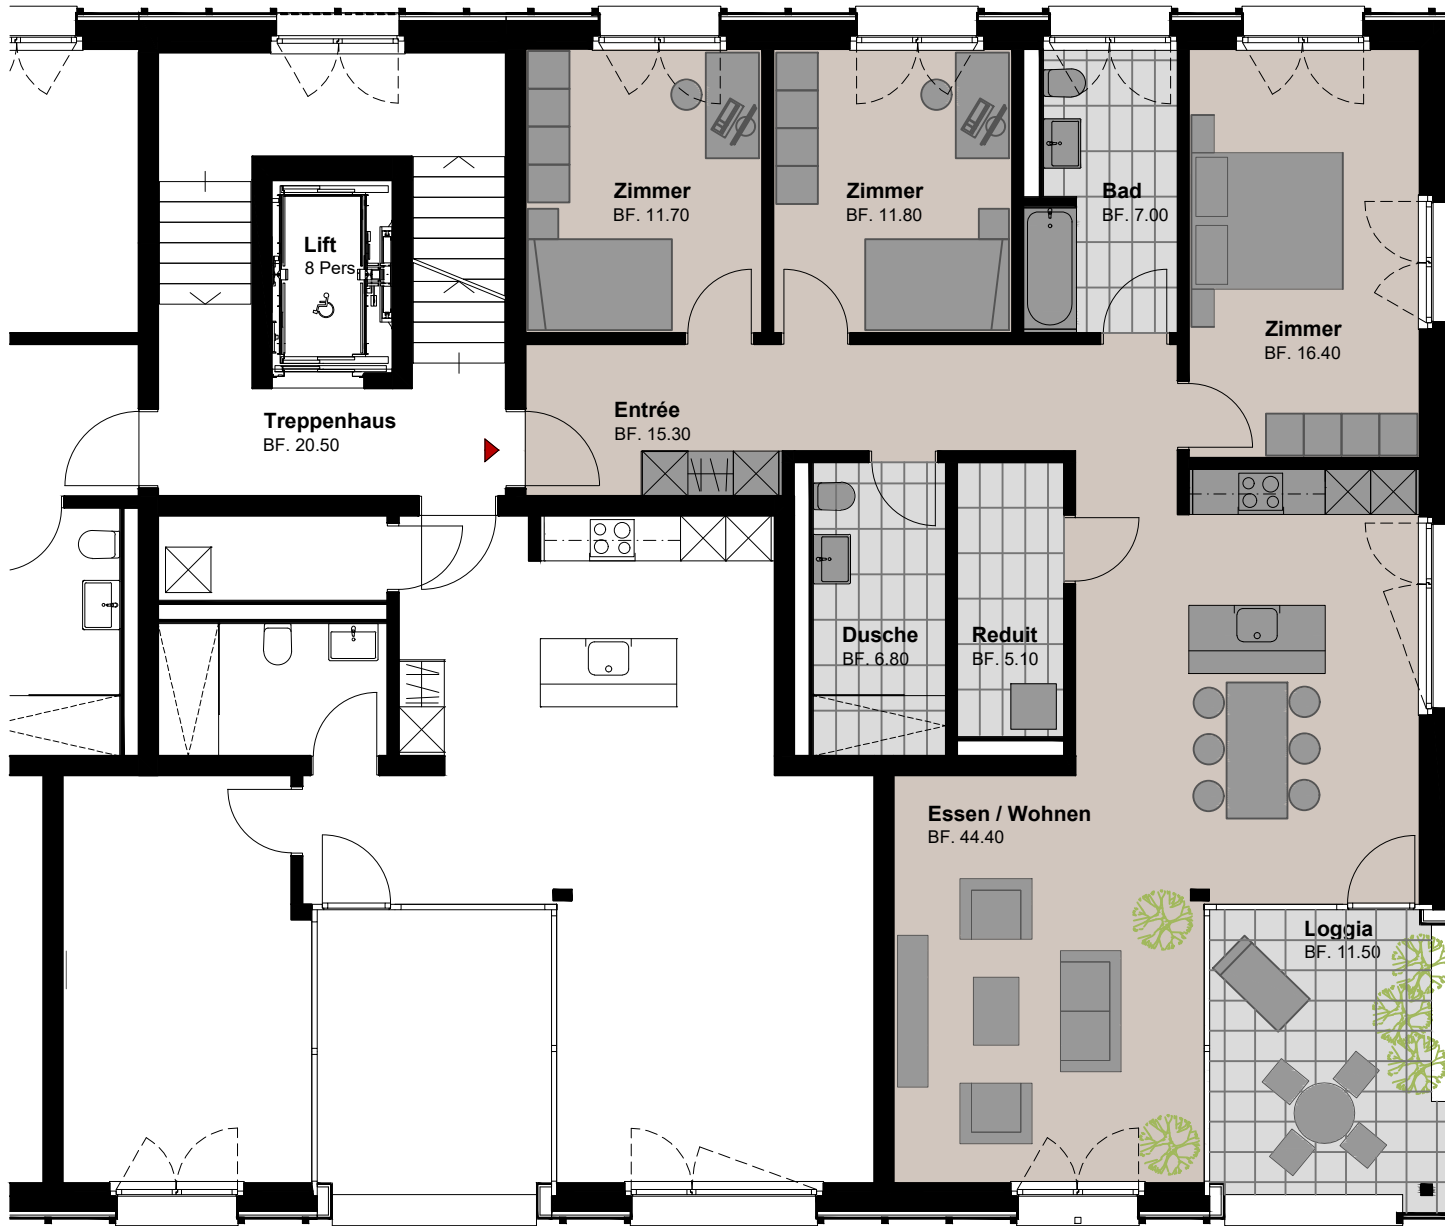 Zimmer
BF. 11.70
Zimmer
BF. 11.80
Bad
BF. 7.00
Lift
8 Pers.
Zimmer
BF. 16.40
Treppenhaus
BF. 20.50
Entrée
BF. 15.30
Dusche
BF. 6.80
Reduit
BF. 5.10
Essen / Wohnen
BF. 44.40
Loggia
BF. 11.50